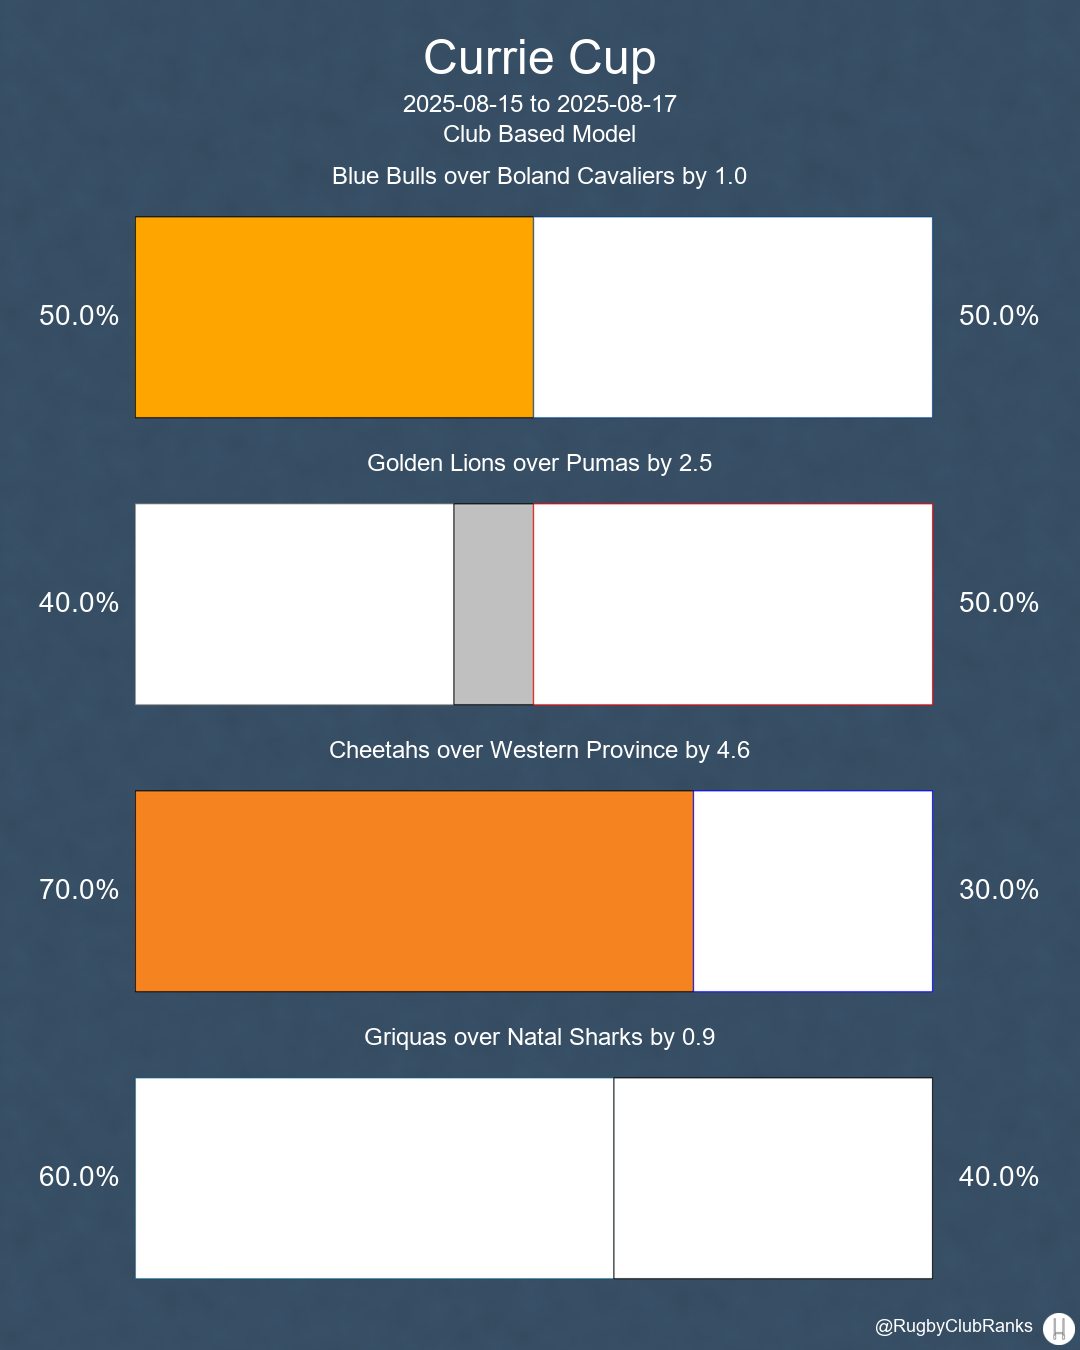 Currie Cup
2025-08-15 to 2025-08-17
Club Based Model
Blue Bulls over Boland Cavaliers by 1.0
50.0%
50.0%
Golden Lions over Pumas by 2.5
40.0%
50.0%
Cheetahs over Western Province by 4.6
70.0%
30.0%
Griquas over Natal Sharks by 0.9
60.0%
40.0%
@RugbyClubRanks